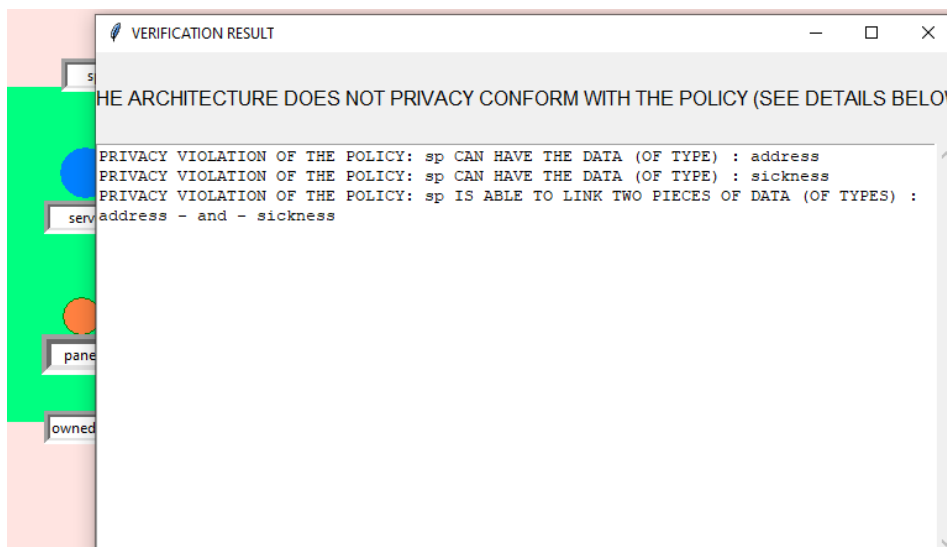 VERIFICATION RESULT
HE ARCHITECTURE DOES NOT PRIVACY CONFORM WITH THE POLICY (SEE DETAILS BELOW
PRIVACY VIOLATION OF THE POLICY: sp CAN HAVE THE DATA (OF TYPE) : address
PRIVACY VIOLATION OF THE POLICY: sp CAN HAVE THE DATA (OF TYPE) : sickness
PRIVACY VIOLATION OF THE POLICY: sp IS ABLE TO LINK TWO PIECES OF DATA (OF TYPES) :
address - and - sickness
serv
pane
owned